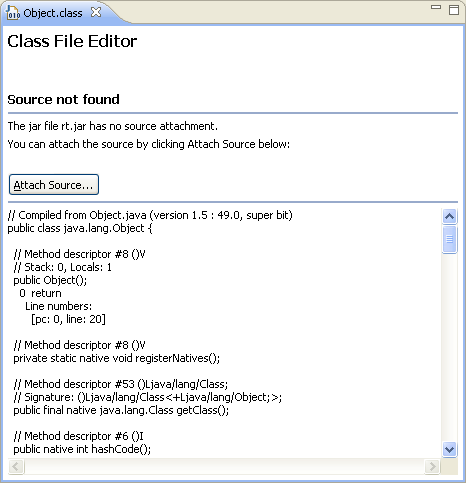 Object.class
Class File Editor
Source not found
The jar file rt.jar has no source attachment.
You can attach the source by clicking Attach Source below:
Attach Source...
// Compiled from Object.java (version 1.5 : 49.0, super bit)
public class java.lang.Object {
// Method descriptor #8 ()V
// Stack: 0, Locals: 1
public Object();
0 return
Line numbers:
[pc: 0, line: 20]
// Method descriptor #8 ()V
private static native void registerNatives();
// Method descriptor #53 ()Ljava/lang/Class;
// Signature: ()Ljava/lang/Class<+Ljava/lang/Object;>;
public final native java.lang.Class getClass();
// Method descriptor #6 ()I
public native int hashCode();